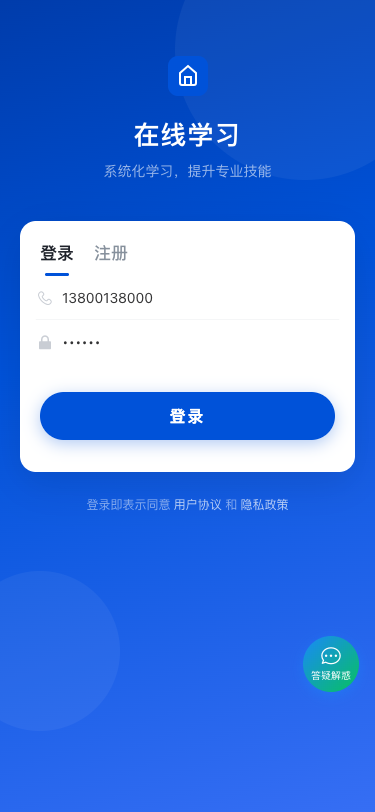 在线学习
系统化学习，提升专业技能
登录 注册
13800138000
••••••
登录
登录即表示同意 用户协议 和 隐私政策
答疑解惑